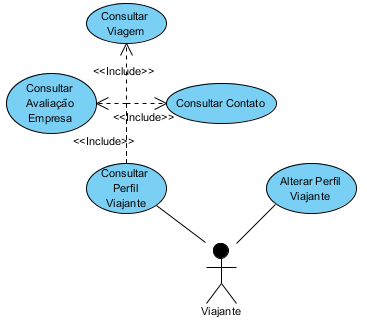 Consultar
Viagem
<<Include>>
Consultar
Avaliação
Empresa
Consultar Contato
<<Include>>
<<Include>>
Consultar
Perfil
Viajante
Alterar Perfil
Viajante
Viajante